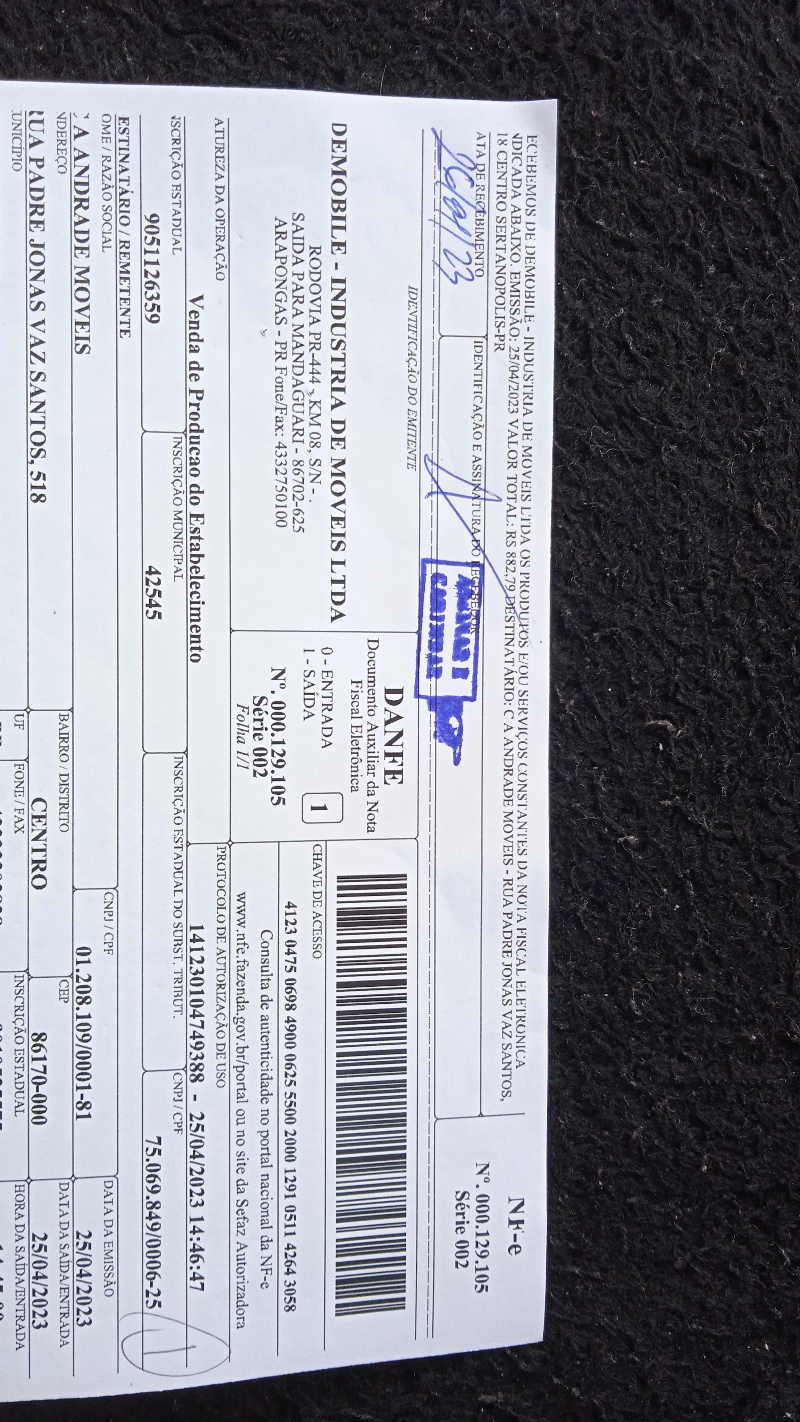 ECEBEMOS DE DEMOBILE - INDUSTRIA DE MOVEIS LTDA OS PRODUTOS E/OU SERVIÇOS CONSTANTES DA NOTA FISCAL ELETRONICA
NDICADA ABAIXO. EMISSÃO: 25/04/2023 VALOR TOTAL: R$ 882,79 DESTINATÁRIO: C A ANDRADE MOVEIS - RUA PADRE JONAS VAZ SANTOS,
18 CENTRO SERTANOPOLIS-PR
NF-e
Nº. 000.129.105
Série 002
ATA DE RECEBIMENTO
IDENTIFICAÇÃO E ASSINATURA DO RECEBEDOR
IDENTIFICAÇÃO DO EMITENTE
DEMOBILE - INDUSTRIA DE MOVEIS LTDA
RODOVIA PR-444 , KM 08, S/N - .
SAIDA PARA MANDAGUARI - 86702-625
ARAPONGAS - PR Fone/Fax: 4332750100
DANFE
Documento Auxiliar da Nota
Fiscal Eletrônica
0 - ENTRADA
1 - SAÍDA
1
Nº. 000.129.105
Série 002
Folha 1/1
CHAVE DE ACESSO
4123 0475 0698 4900 0625 5500 2000 1291 0511 4264 3058
Consulta de autenticidade no portal nacional da NF-e
www.nfe.fazenda.gov.br/portal ou no site da Sefaz Autorizadora
ATUREZA DA OPERAÇÃO
Venda de Producao do Estabelecimento
PROTOCOLO DE AUTORIZAÇÃO DE USO
141230104749388 - 25/04/2023 14:46:47
NSCRIÇÃO ESTADUAL
9051126359
INSCRIÇÃO MUNICIPAL
42545
INSCRIÇÃO ESTADUAL DO SUBST. TRIBUT.
CNPJ / CPF
75.069.849/0006-25
ESTINATÁRIO / REMETENTE
OME / RAZÃO SOCIAL
A ANDRADE MOVEIS
CNPJ / CPF
01.208.109/0001-81
DATA DA EMISSÃO
25/04/2023
NDEREÇO
RUA PADRE JONAS VAZ SANTOS, 518
BAIRRO / DISTRITO
CENTRO
CEP
86170-000
DATA DA SAÍDA/ENTRADA
25/04/2023
UNICÍPIO
UF
FONE / FAX
INSCRIÇÃO ESTADUAL
HORA DA SAÍDA/ENTRADA